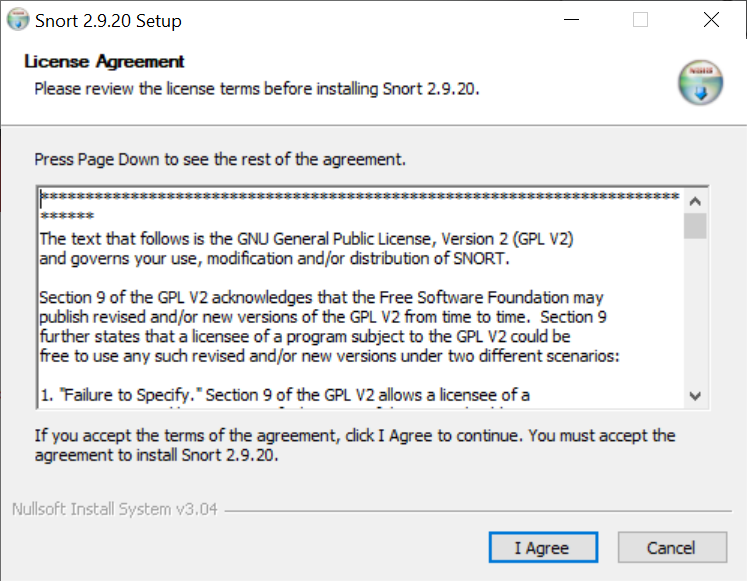 Snort 2.9.20 Setup
License Agreement
Please review the license terms before installing Snort 2.9.20.
Press Page Down to see the rest of the agreement.
***********************************************************************
******
The text that follows is the GNU General Public License, Version 2 (GPL V2)
and governs your use, modification and/or distribution of SNORT.
Section 9 of the GPL V2 acknowledges that the Free Software Foundation may
publish revised and/or new versions of the GPL V2 from time to time.  Section 9
further states that a licensee of a program subject to the GPL V2 could be
free to use any such revised and/or new versions under two different scenarios:
1. "Failure to Specify." Section 9 of the GPL V2 allows a licensee of a
If you accept the terms of the agreement, click I Agree to continue. You must accept the
agreement to install Snort 2.9.20.
Nullsoft Install System v3.04
I Agree
Cancel